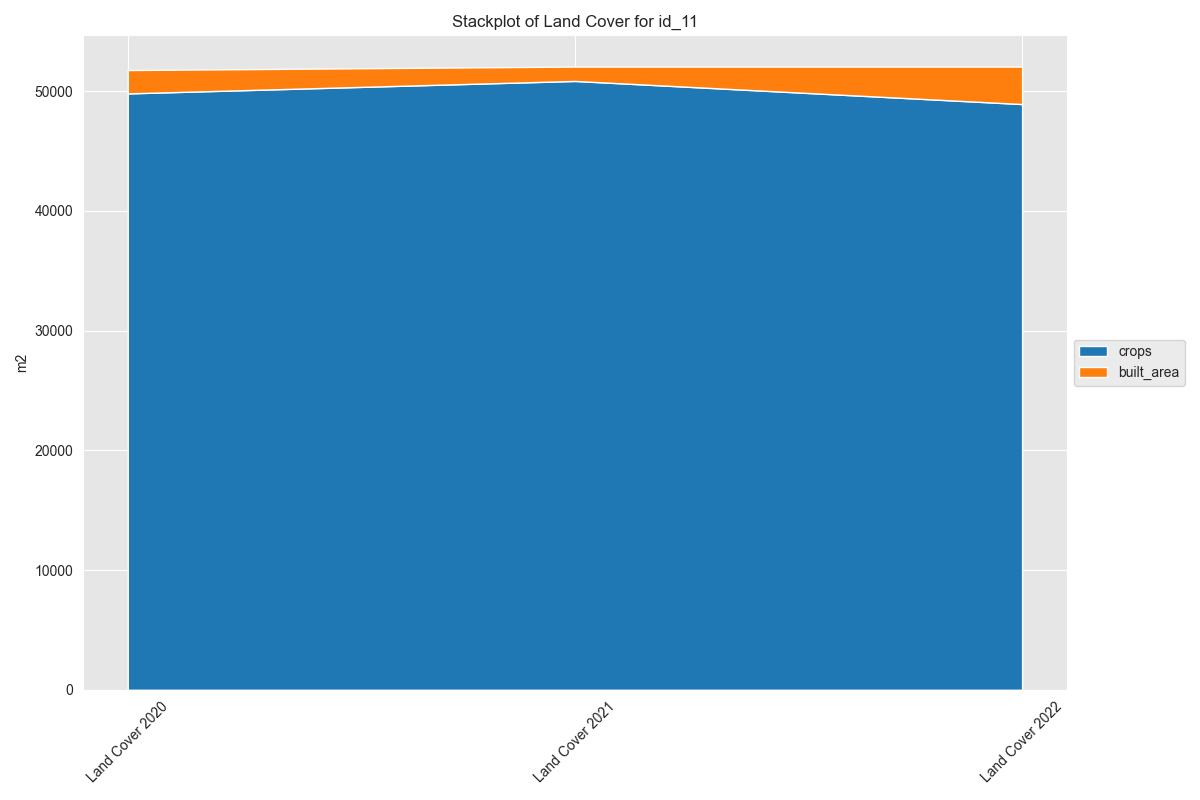 Stackplot of Land Cover for id_11
50000
40000
30000
20000
10000
0
m2
Land Cover 2020
Land Cover 2021
Land Cover 2022
crops
built_area